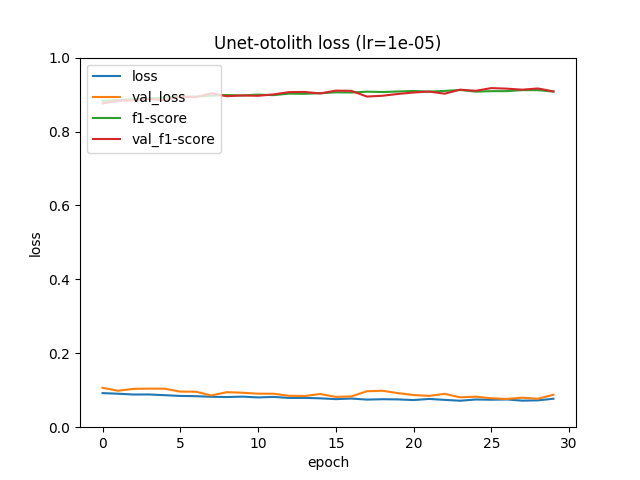 Unet-otolith loss (lr=1e-05)
1.0
0.8
0.6
0.4
0.2
0.0
loss
loss
val_loss
f1-score
val_f1-score
0 5 10 15 20 25 30
epoch